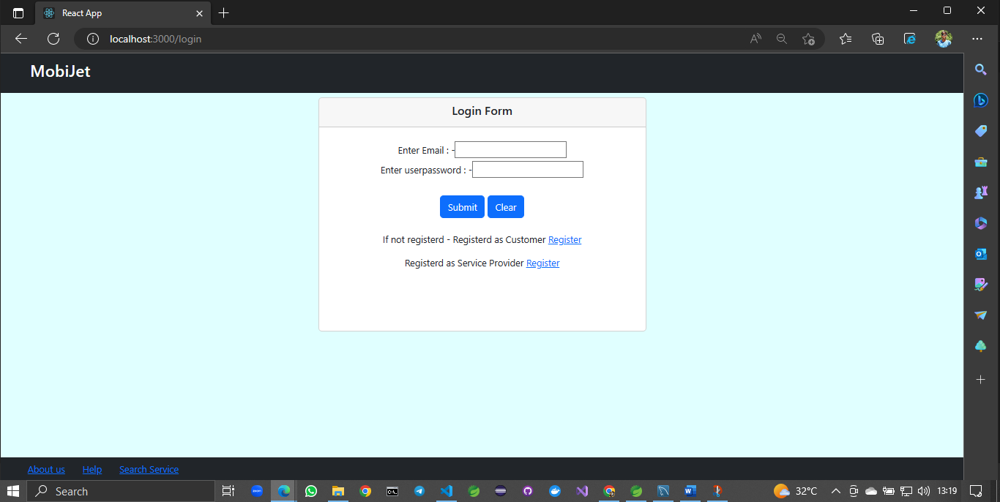 React App
localhost:3000/login
MobiJet
Login Form
Enter Email : -
Enter userpassword : -
Submit Clear
If not registerd - Registerd as Customer Register
Registerd as Service Provider Register
About us Help Search Service
Search 32°C 13:19